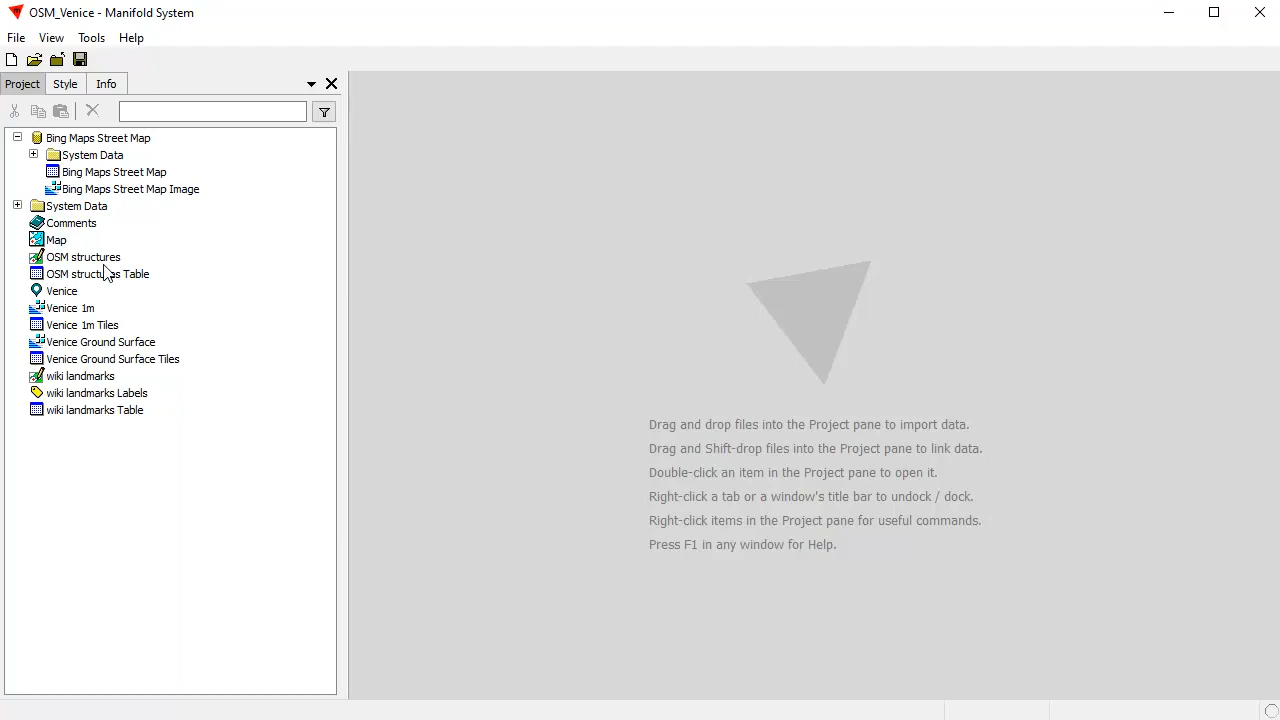 OSM_Venice - Manifold System
File View Tools Help
Project Style Info
Bing Maps Street Map
System Data
Bing Maps Street Map
Bing Maps Street Map Image
System Data
Comments
Map
OSM structures
OSM structures Table
Venice
Venice 1m
Venice 1m Tiles
Venice Ground Surface
Venice Ground Surface Tiles
wiki landmarks
wiki landmarks Labels
wiki landmarks Table
Drag and drop files into the Project pane to import data.
Drag and Shift-drop files into the Project pane to link data.
Double-click an item in the Project pane to open it.
Right-click a tab or a window's title bar to undock / dock.
Right-click items in the Project pane for useful commands.
Press F1 in any window for Help.